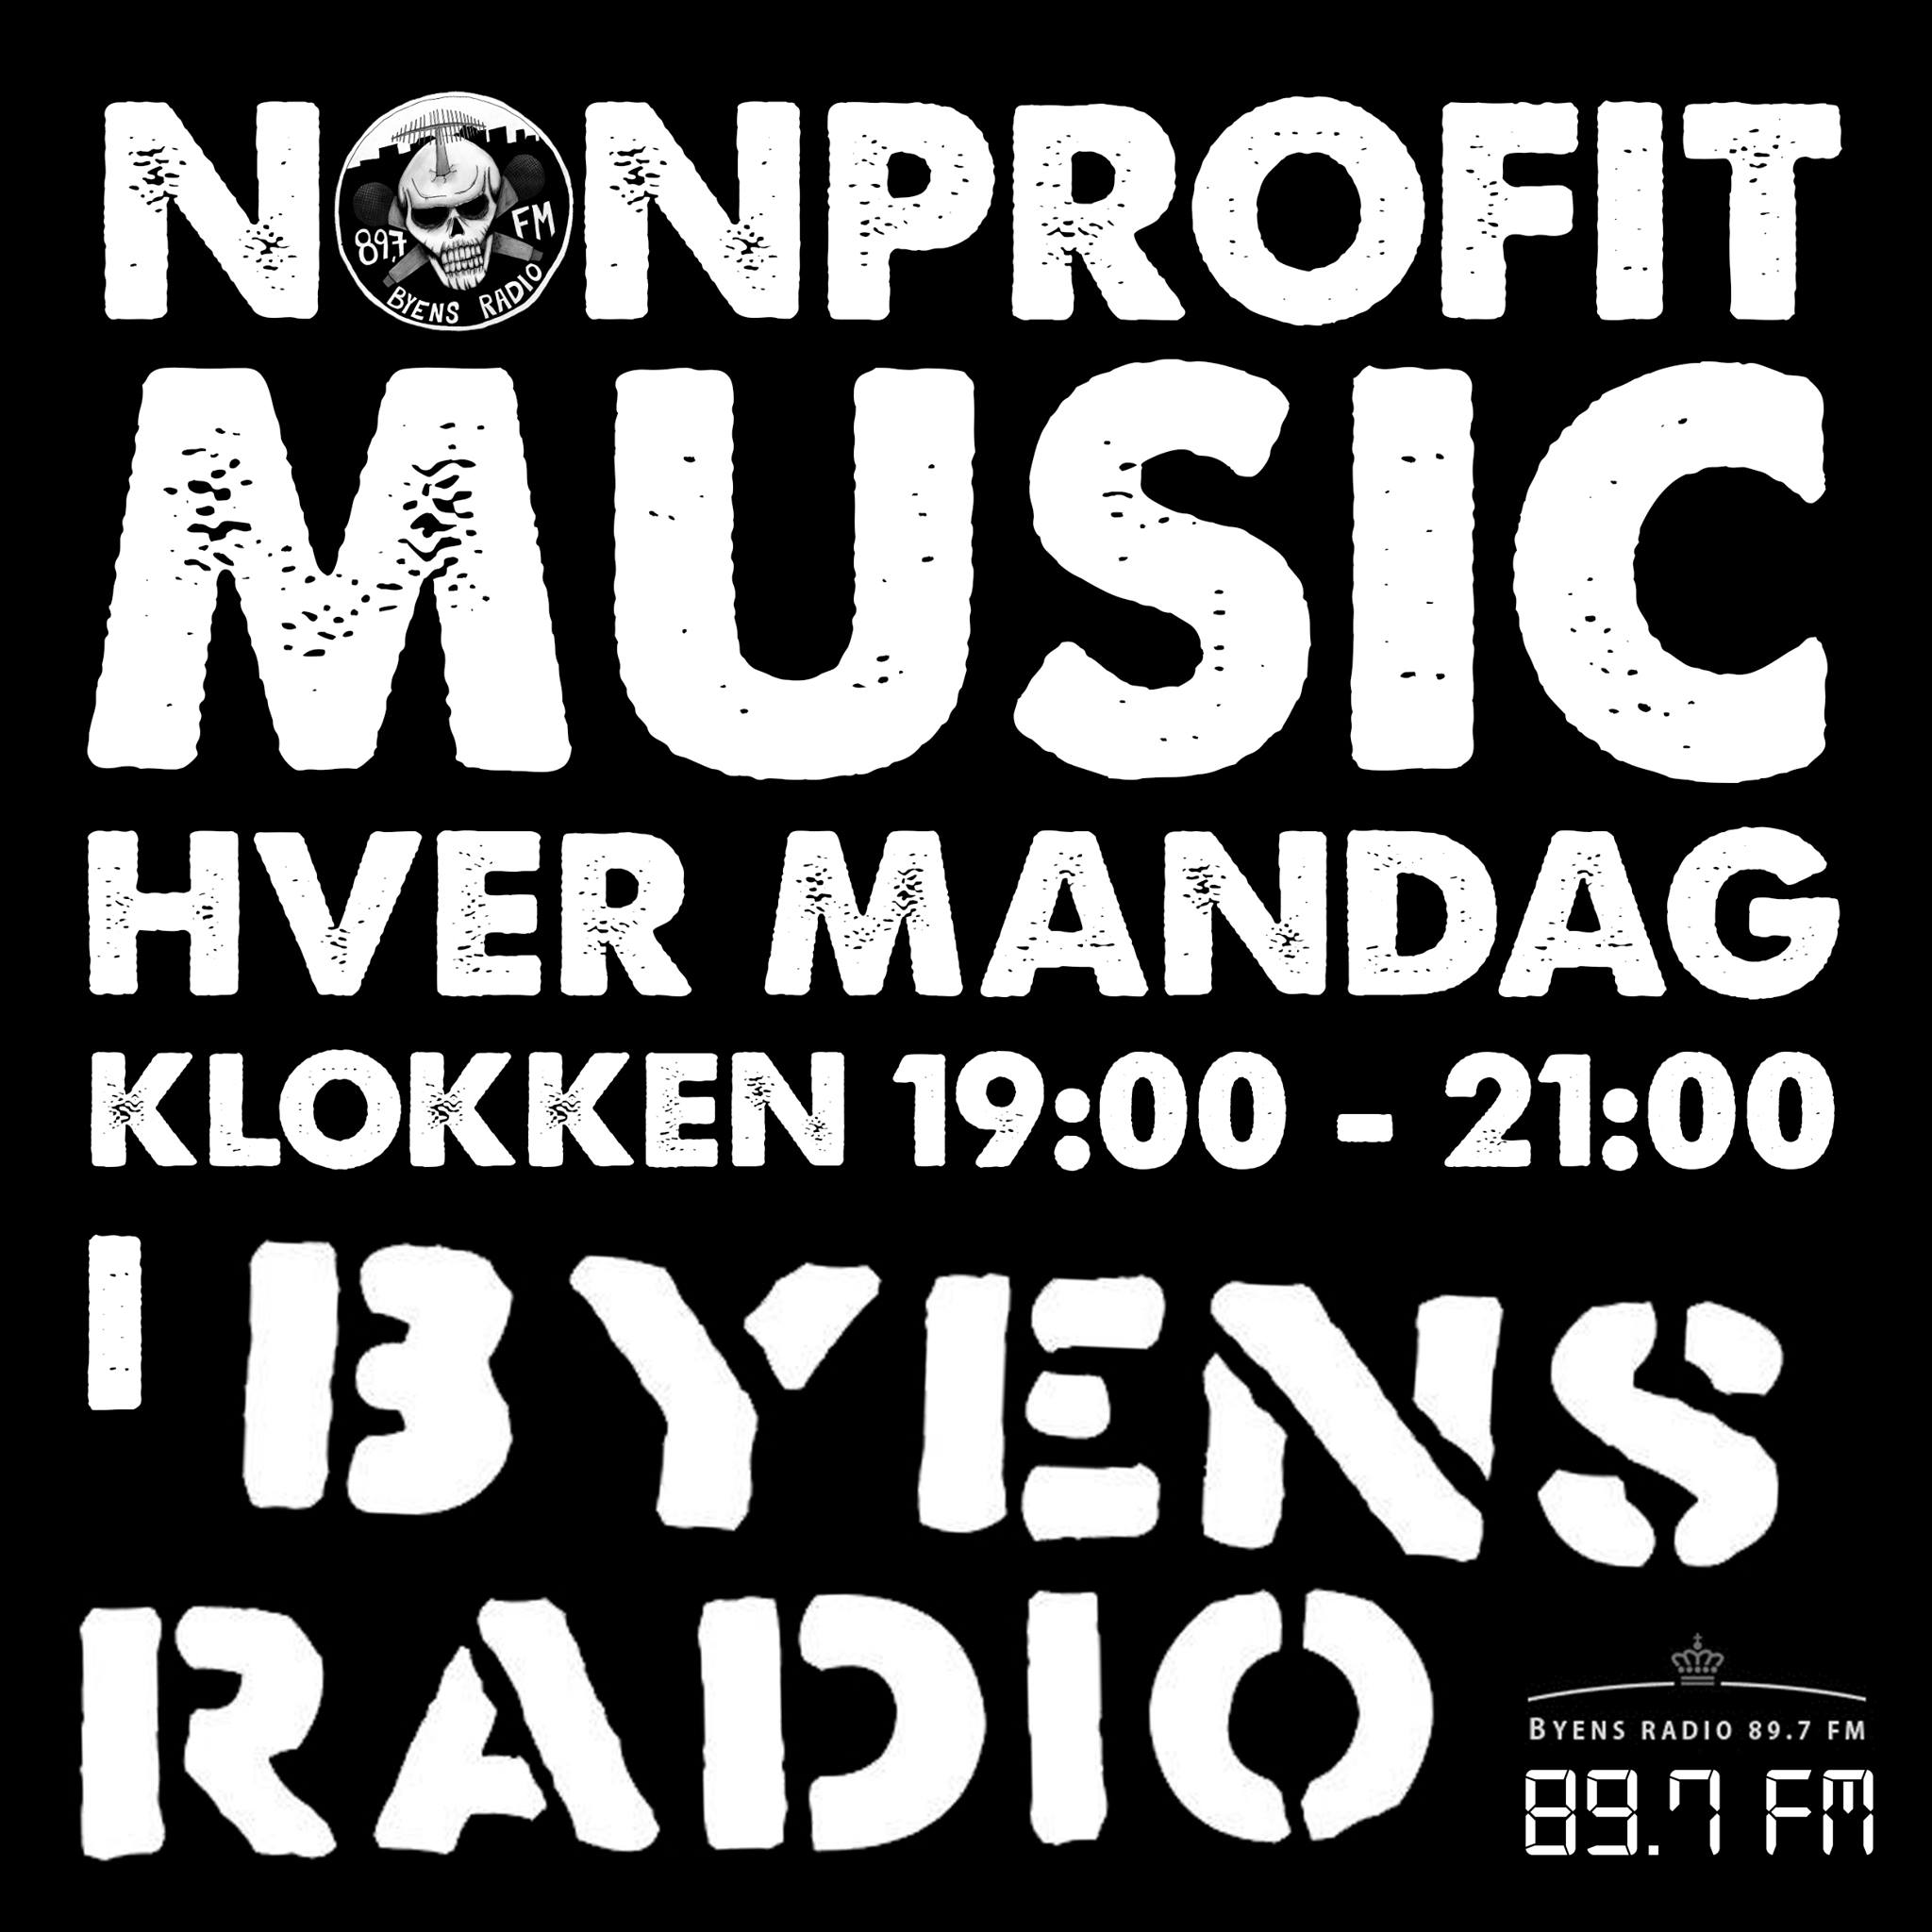 NONPROFIT
89,7 FM
BYENS RADIO
MUSIC
HVER MANDAG
KLOKKEN 19:00 - 21:00
I BYENS
RADIO
BYENS RADIO 89.7 FM
89.7 FM